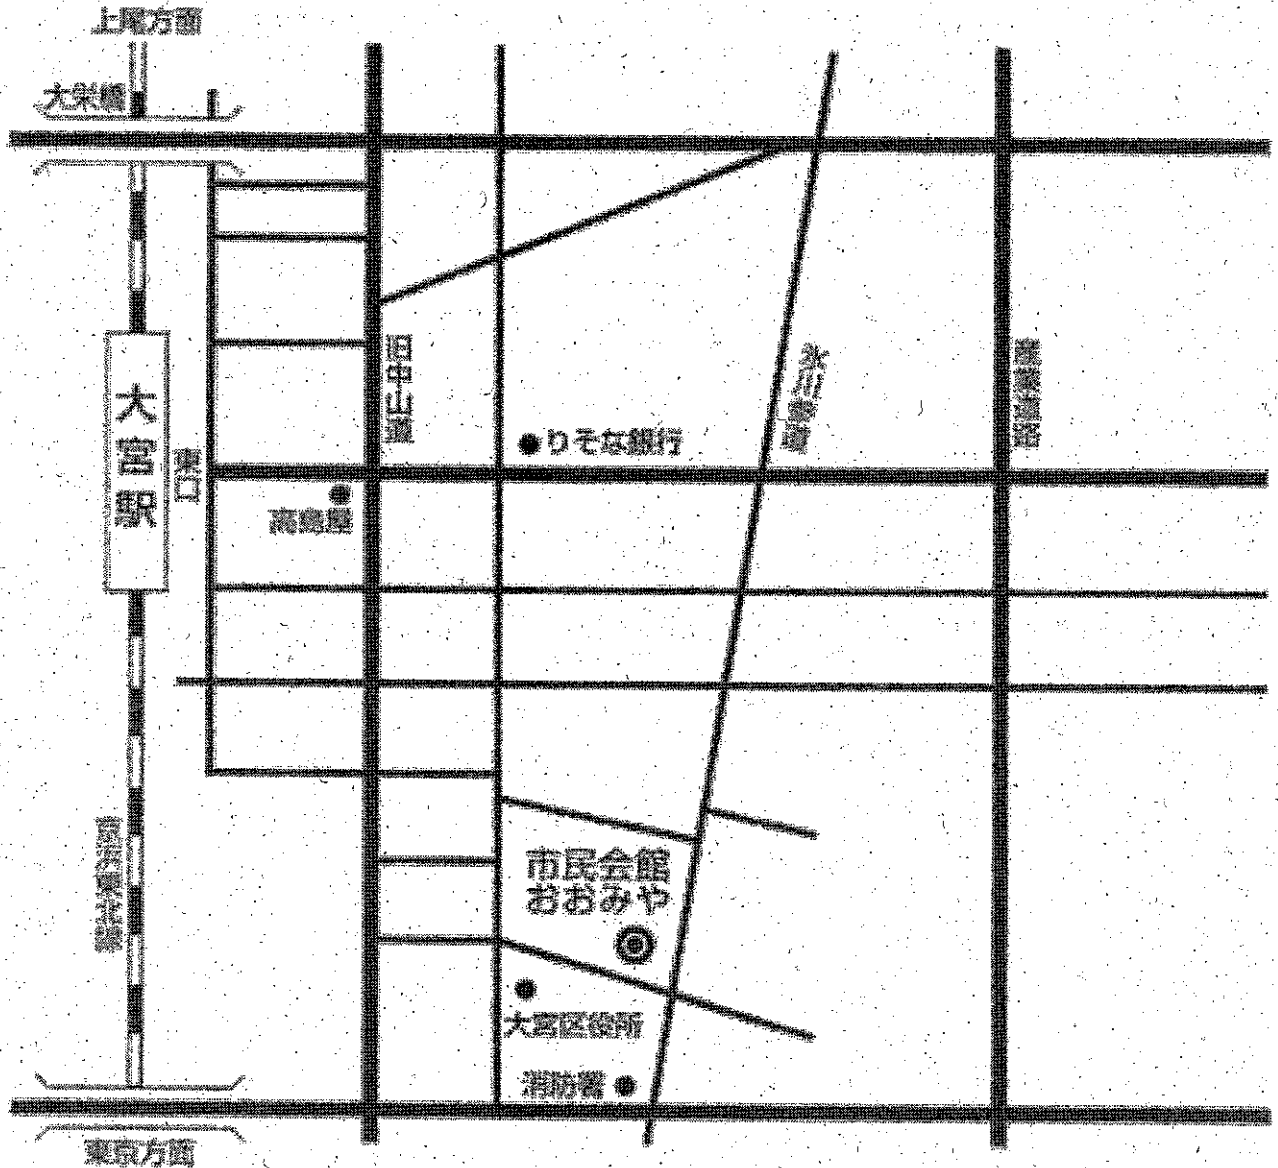 上尾方面
大栄橋
旧中山道
氷川参道
産業道路
大宮駅
東口
りそな銀行
高島屋
京浜東北線
市民会館
おおみや
大宮区役所
消防署
東京方面